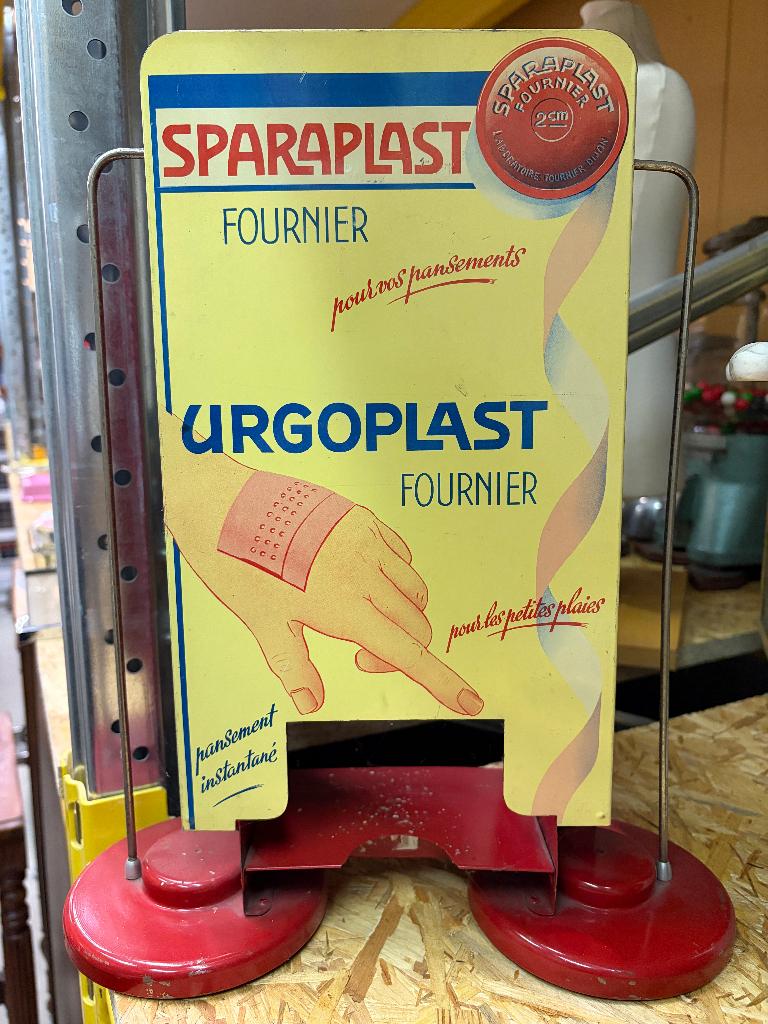 SPARAPLAST
FOURNIER
2cm
LABORATOIRE FOURNIER DIJON
SPARAPLAST
FOURNIER
pour vos pansements
URGOPLAST
FOURNIER
pour les petites plaies
pansement
instantané